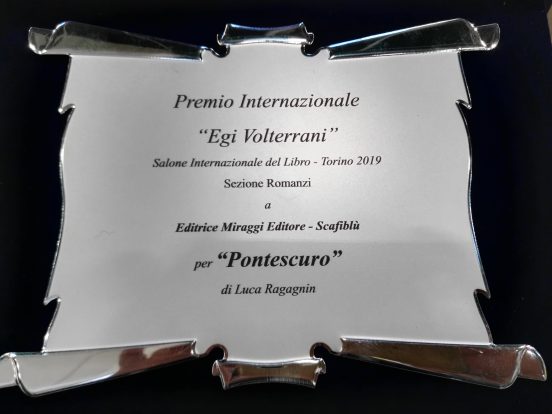 Premio Internazionale
“Egi Volterrani”
Salone Internazionale del Libro - Torino 2019
Sezione Romanzi
a
Editrice Miraggi Editore - Scafiblù
per “Pontescuro”
di Luca Ragagnin